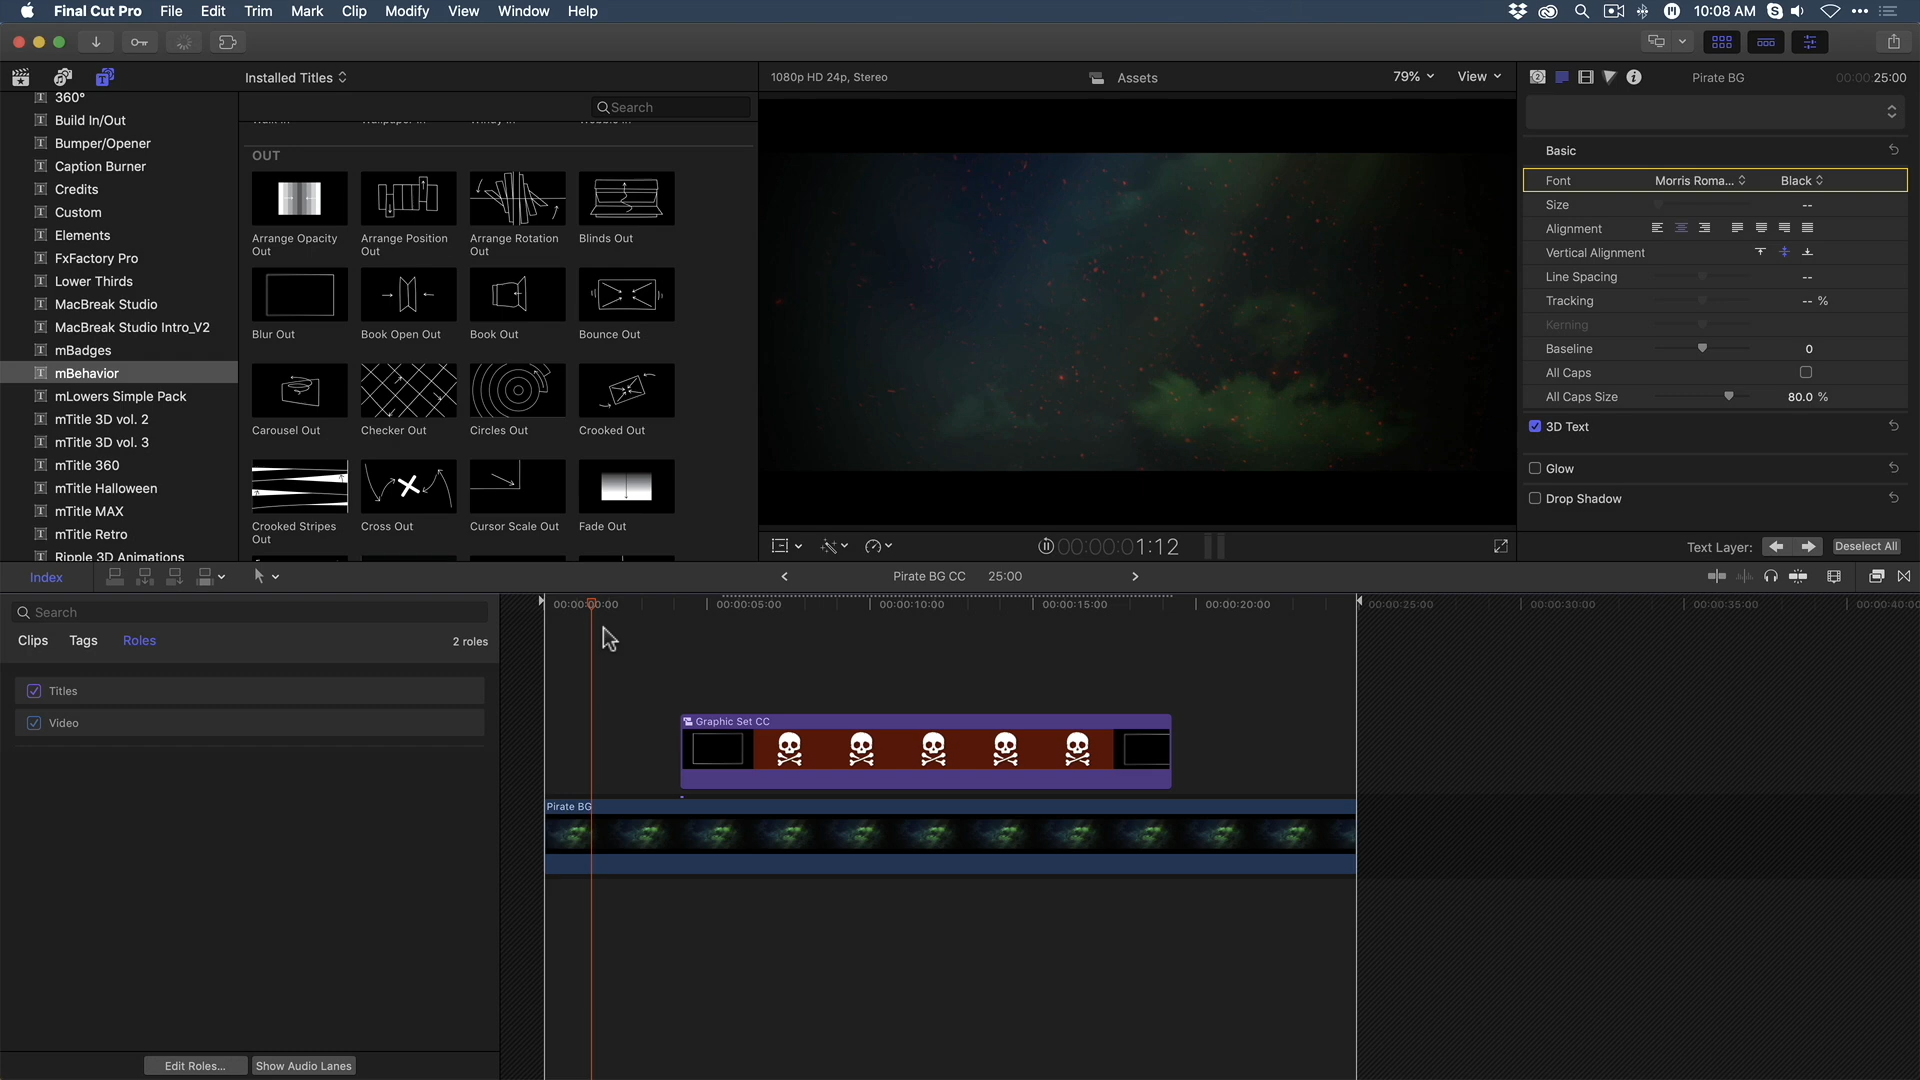 Final Cut Pro File Edit Trim Mark Clip Modify View Window Help 10:08 AM
Installed Titles
1080p HD 24p, Stereo
Assets
79% View
Pirate BG 00:00:25:00
Search
360°
Build In/Out
Bumper/Opener
Caption Burner
Credits
Custom
Elements
FxFactory Pro
Lower Thirds
MacBreak Studio
MacBreak Studio Intro_V2
mBadges
mBehavior
mLowers Simple Pack
mTitle 3D vol. 2
mTitle 3D vol. 3
mTitle 360
mTitle Halloween
mTitle MAX
mTitle Retro
Ripple 3D Animations
OUT
Arrange Opacity Out
Arrange Position Out
Arrange Rotation Out
Blinds Out
Blur Out
Book Open Out
Book Out
Bounce Out
Carousel Out
Checker Out
Circles Out
Crooked Out
Crooked Stripes Out
Cross Out
Cursor Scale Out
Fade Out
Basic
Font Morris Roma... Black
Size --
Alignment
Vertical Alignment
Line Spacing --
Tracking -- %
Kerning
Baseline 0
All Caps
All Caps Size 80.0 %
3D Text
Glow
Drop Shadow
00:00:01:12
Text Layer: Deselect All
Index
Pirate BG CC 25:00
Search
Clips Tags Roles 2 roles
Titles
Video
00:00:00:00 00:00:05:00 00:00:10:00 00:00:15:00 00:00:20:00 00:00:25:00 00:00:30:00 00:00:35:00 00:00:40:00
Graphic Set CC
Pirate BG
Edit Roles... Show Audio Lanes